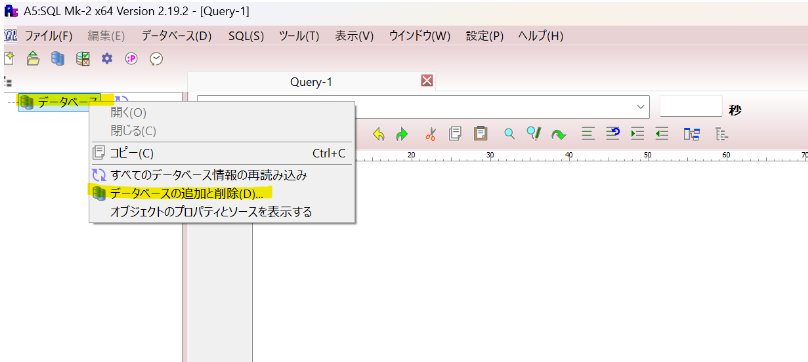 A5:SQL Mk-2 x64 Version 2.19.2 - [Query-1]
SQL ファイル(F) 編集(E) データベース(D) SQL(S) ツール(T) 表示(V) ウインドウ(W) 設定(P) ヘルプ(H)
:P
Query-1
データベース
秒
開く(O)
閉じる(C)
コピー(C) Ctrl+C
すべてのデータベース情報の再読み込み
データベースの追加と削除(D)...
オブジェクトのプロパティとソースを表示する
20 30 40 50 60 70